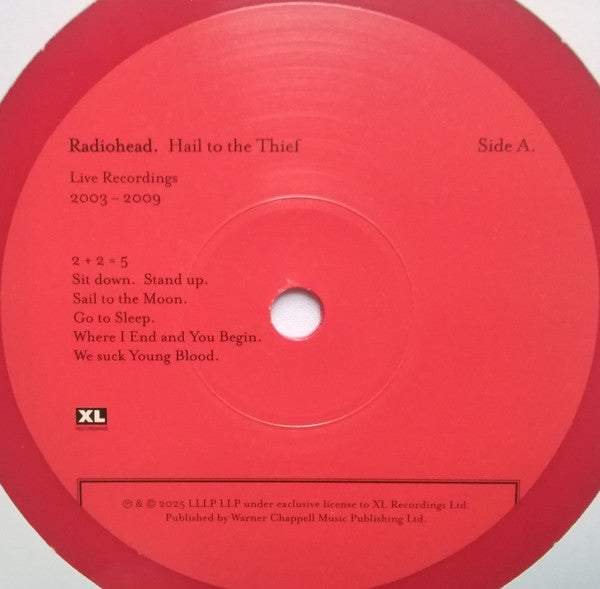 Radiohead. Hail to the Thief Side A.
Live Recordings
2003 – 2009
2 + 2 = 5
Sit down. Stand up.
Sail to the Moon.
Go to Sleep.
Where I End and You Begin.
We suck Young Blood.
XL
RECORDINGS
℗ & © 2025 LLLP LLP under exclusive license to XL Recordings Ltd.
Published by Warner Chappell Music Publishing Ltd.